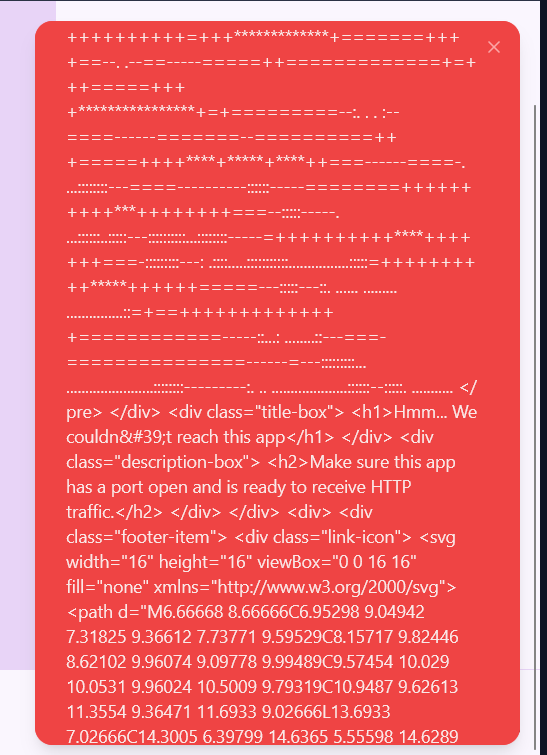 ++++++++++=+++*************+=======+++
+==--. .--==-----=====++=============+=+
++=====+++
+****************+=+=========--:. . . :--
====------=======--==========++
+=====++++****+*****+****++===------====-.
...::::::::---====----------::::::-----========++++++
++++***++++++++===--:::::-----.
...::::::..:::::---::::::::::..::::::::-----=++++++++++****++++
+++===-:::::::::---: .::::.....:::::::::::................:::::=++++++++
++*****++++++=====---:::::---::. ...... .........
...............::=+==+++++++++++++
+============-----::...: ........::---===-
===============------=---:::::::::...
.......................::::::::---------:. .. ....................::::::--:::::. ........... </
pre> </div> <div class="title-box"> <h1>Hmm... We
couldn&#39;t reach this app</h1> </div> <div
class="description-box"> <h2>Make sure this app
has a port open and is ready to receive HTTP
traffic.</h2> </div> </div> <div> <div
class="footer-item"> <div class="link-icon"> <svg
width="16" height="16" viewBox="0 0 16 16"
fill="none" xmlns="http://www.w3.org/2000/svg">
<path d="M6.66668 8.66666C6.95298 9.04942
7.31825 9.36612 7.73771 9.59529C8.15717 9.82446
8.62102 9.96074 9.09778 9.99489C9.57454 10.029
10.0531 9.96024 10.5009 9.79319C10.9487 9.62613
11.3554 9.36471 11.6933 9.02666L13.6933
7.02666C14.3005 6.39799 14.6365 5.55598 14.6289